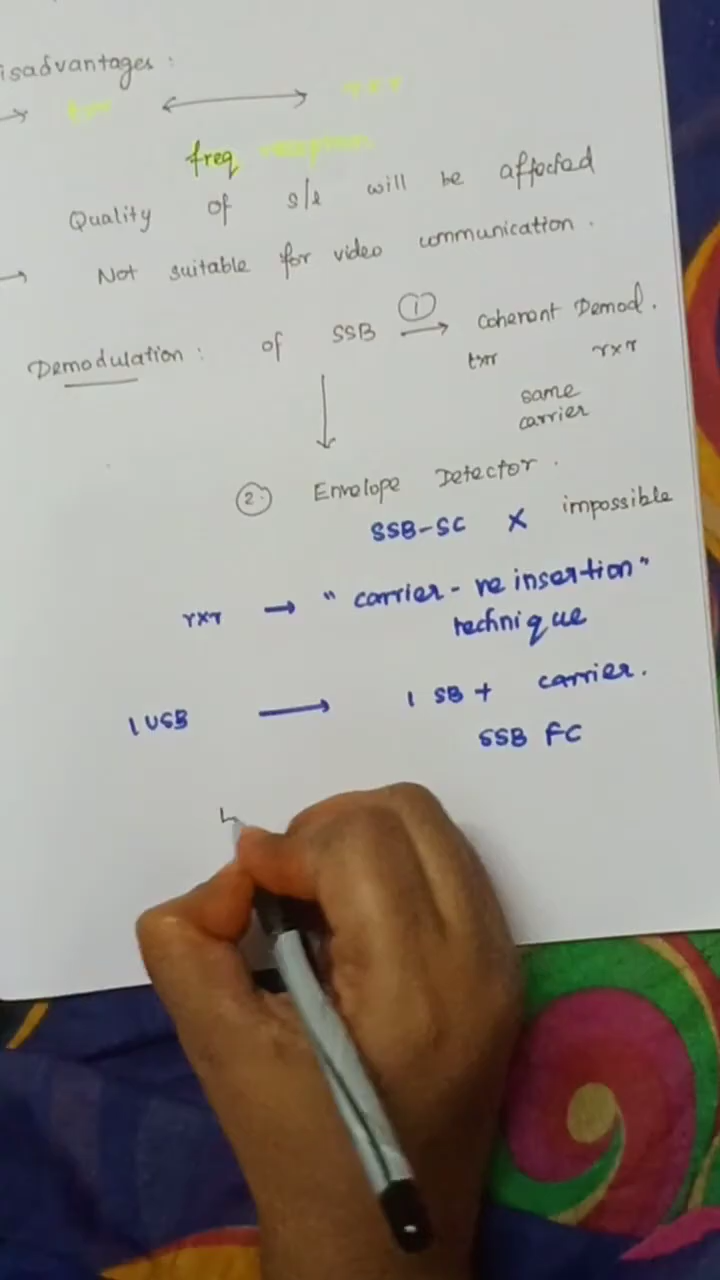 isadvantages :
→ txr ⟷ rxr
freq
Quality of s/l will be affected
→ Not suitable for video communication .
Demodulation : of SSB ① → Coherent Demod .
txr rxr
same
carrier
↓
② Envelope Detector .
SSB-SC X impossible
rxr → " carrier - re insertion "
technique
1 USB → 1 SB + carrier .
SSB FC